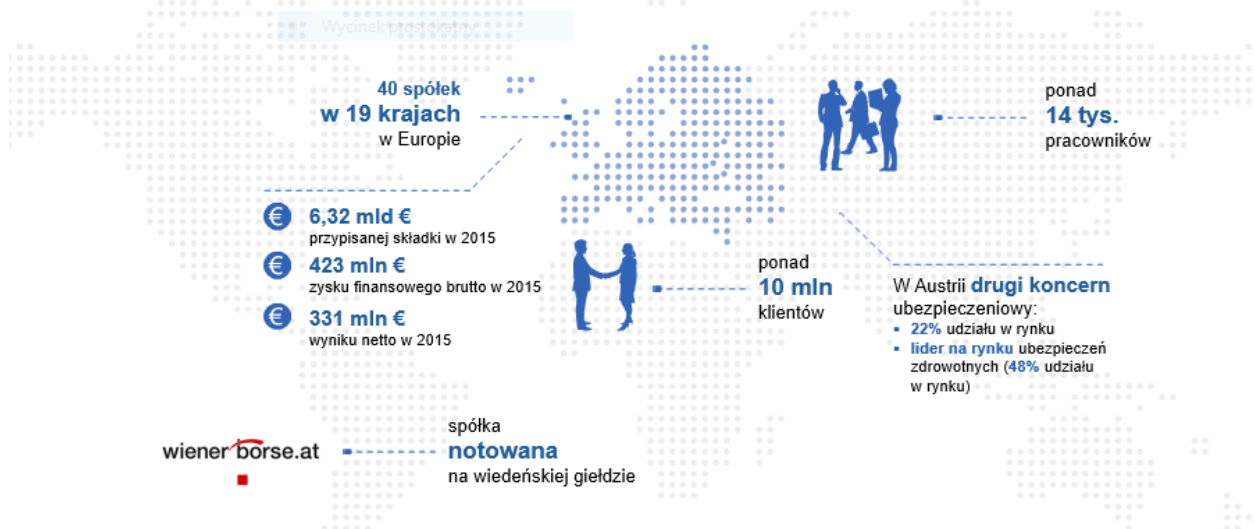 Wycinek prostokątny
40 spółek
w 19 krajach
w Europie
ponad
14 tys.
pracowników
€ 6,32 mld €
przypisanej składki w 2015
€ 423 mln €
zysku finansowego brutto w 2015
€ 331 mln €
wyniku netto w 2015
ponad
10 mln
klientów
W Austrii drugi koncern
ubezpieczeniowy:
▪ 22% udziału w rynku
▪ lider na rynku ubezpieczeń
zdrowotnych (48% udziału
w rynku)
wiener borse.at
spółka
notowana
na wiedeńskiej giełdzie